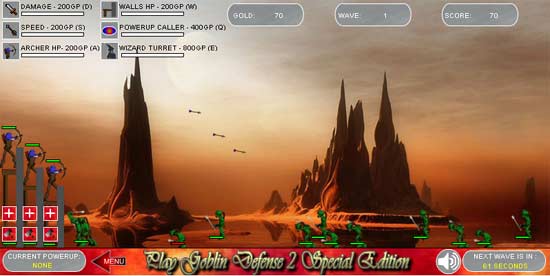 DAMAGE - 200GP (D)
WALLS HP - 200GP (W)
GOLD: 70
WAVE: 1
SCORE: 70
SPEED - 200GP (S)
POWERUP CALLER - 400GP (Q)
ARCHER HP- 200GP (A)
WIZARD TURRET - 800GP (E)
CURRENT POWERUP:
NONE
MENU
Play Goblin Defense 2 Special Edition
NEXT WAVE IS IN :
61 SECONDS